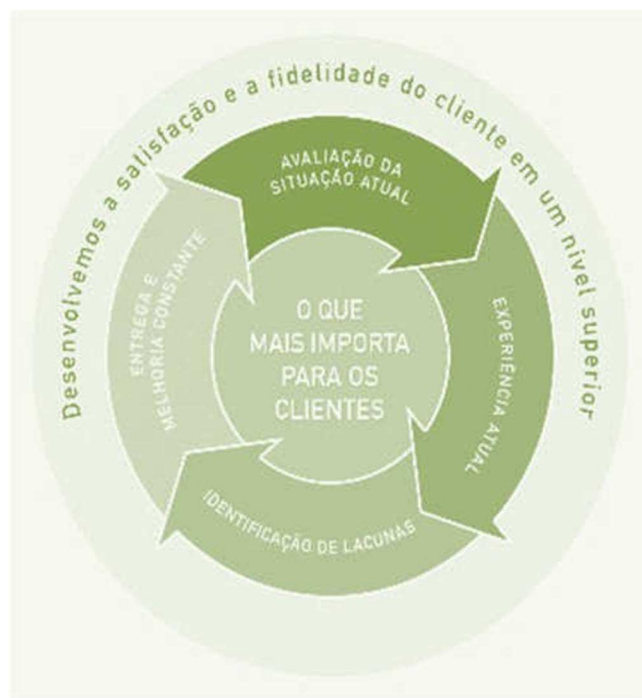 Desenvolvemos a satisfação e a fidelidade do cliente em um nível superior
AVALIAÇÃO DA
SITUAÇÃO ATUAL
EXPERIÊNCIA ATUAL
IDENTIFICAÇÃO DE LACUNAS
ENTREGA E
MELHORIA CONSTANTE
O QUE
MAIS IMPORTA
PARA OS
CLIENTES